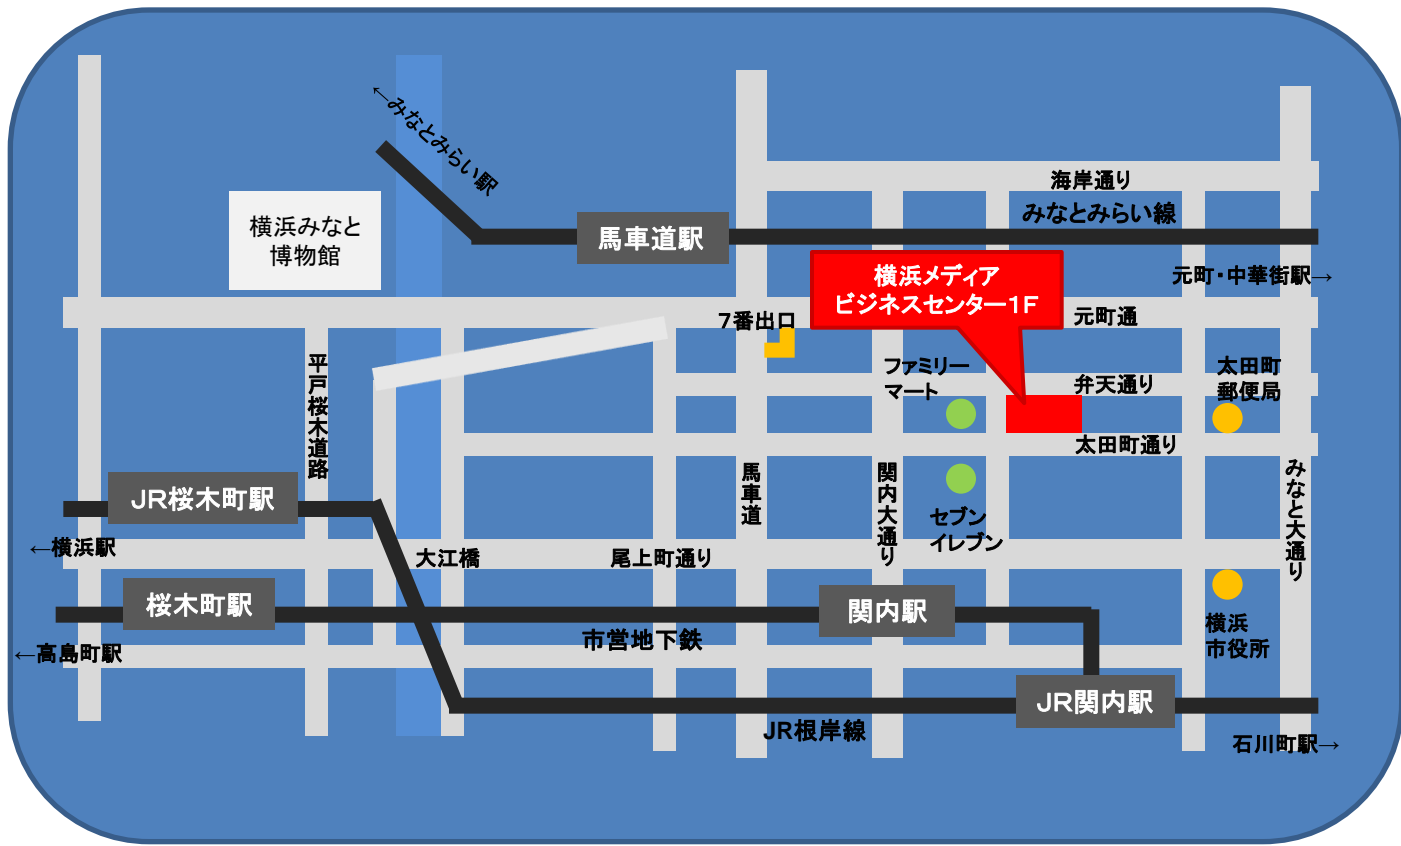 ←みなとみらい駅
海岸通り
みなとみらい線
横浜みなと
博物館
馬車道駅
元町・中華街駅→
横浜メディア
ビジネスセンター１F
７番出口
元町通
平戸桜木道路
ファミリー
マート
弁天通り
太田町
郵便局
太田町通り
馬車道
関内大通り
みなと大通り
JR桜木町駅
セブン
イレブン
←横浜駅
大江橋
尾上町通り
桜木町駅
関内駅
市営地下鉄
横浜
市役所
←高島町駅
JR関内駅
JR根岸線
石川町駅→